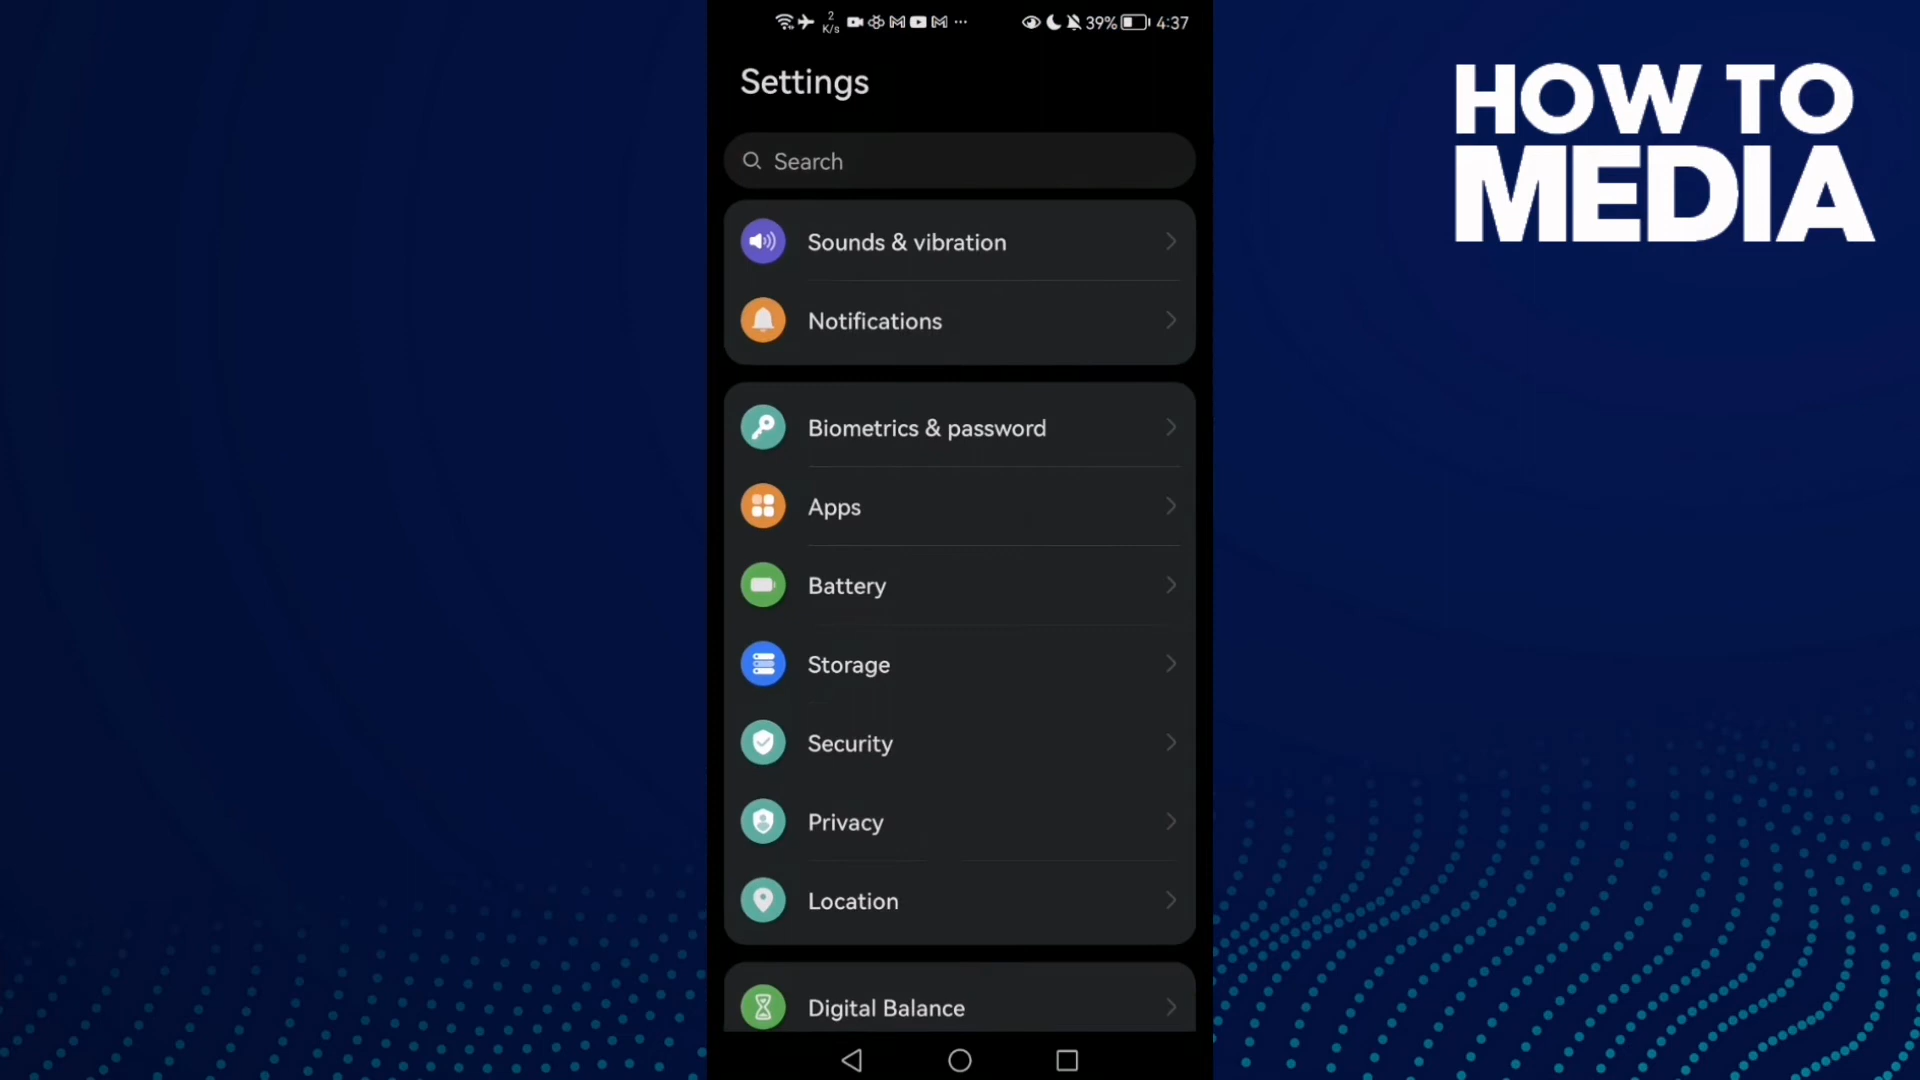 2
K/s
39%
4:37
Settings
HOW TO
MEDIA
Search
Sounds & vibration
Notifications
Biometrics & password
Apps
Battery
Storage
Security
Privacy
Location
Digital Balance